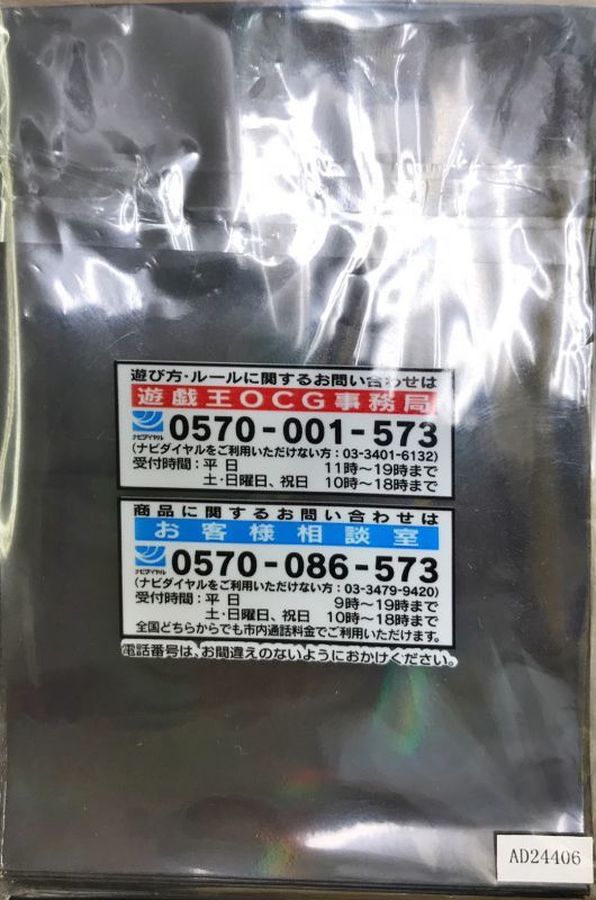 遊び方・ルールに関するお問い合わせは
遊戯王OCG事務局
ナビダイヤル
0570-001-573
(ナビダイヤルをご利用いただけない方：03-3401-6132)
受付時間：平日　11時～19時まで
土・日曜日、祝日　10時～18時まで
商品に関するお問い合わせは
お客様相談室
ナビダイヤル
0570-086-573
(ナビダイヤルをご利用いただけない方：03-3479-9420)
受付時間：平日　9時～19時まで
土・日曜日、祝日　10時～18時まで
全国どちらからでも市内通話料金でご利用いただけます。
電話番号は、お間違えのないようにおかけください。
AD24406